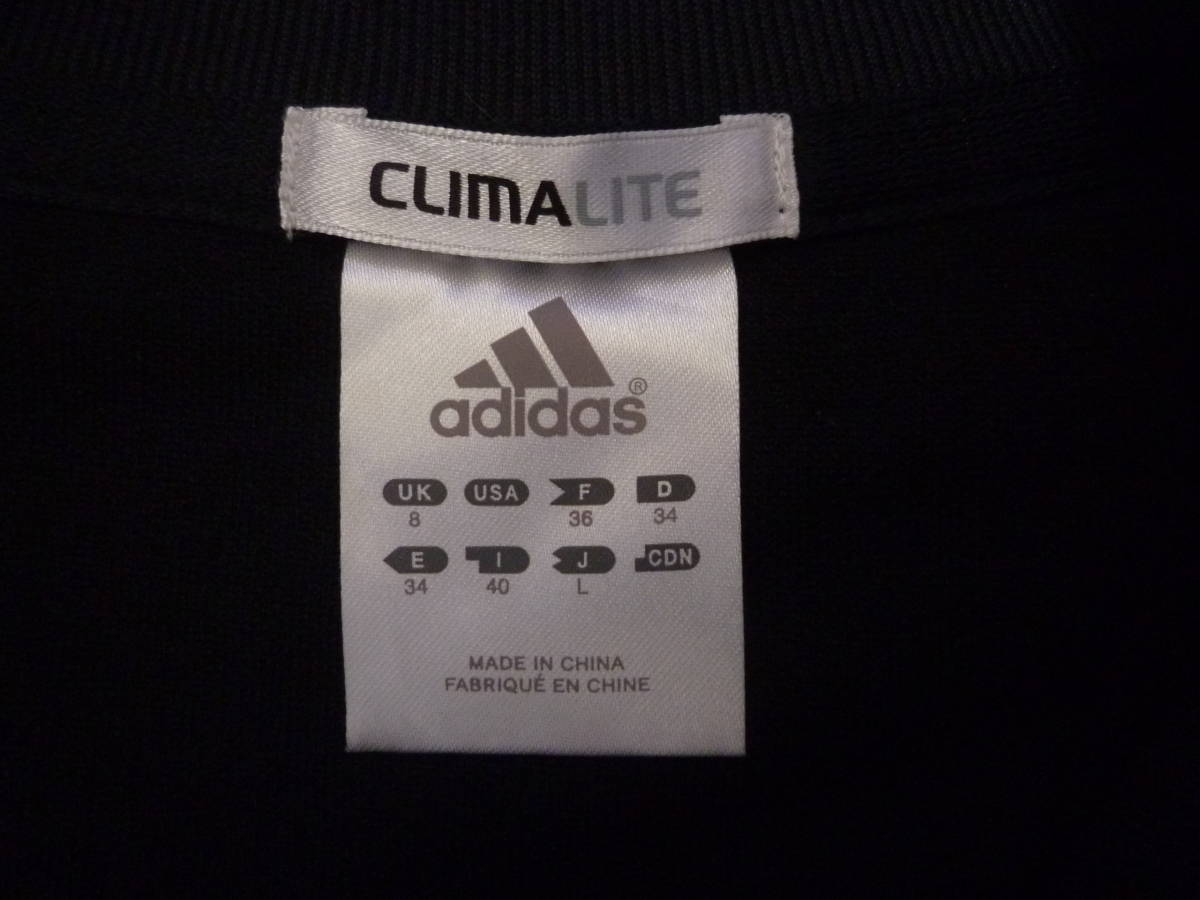 CLIMALITE
adidas®
UK USA F D
8 36 34
E I J CDN
34 40 L
MADE IN CHINA
FABRIQUÉ EN CHINE